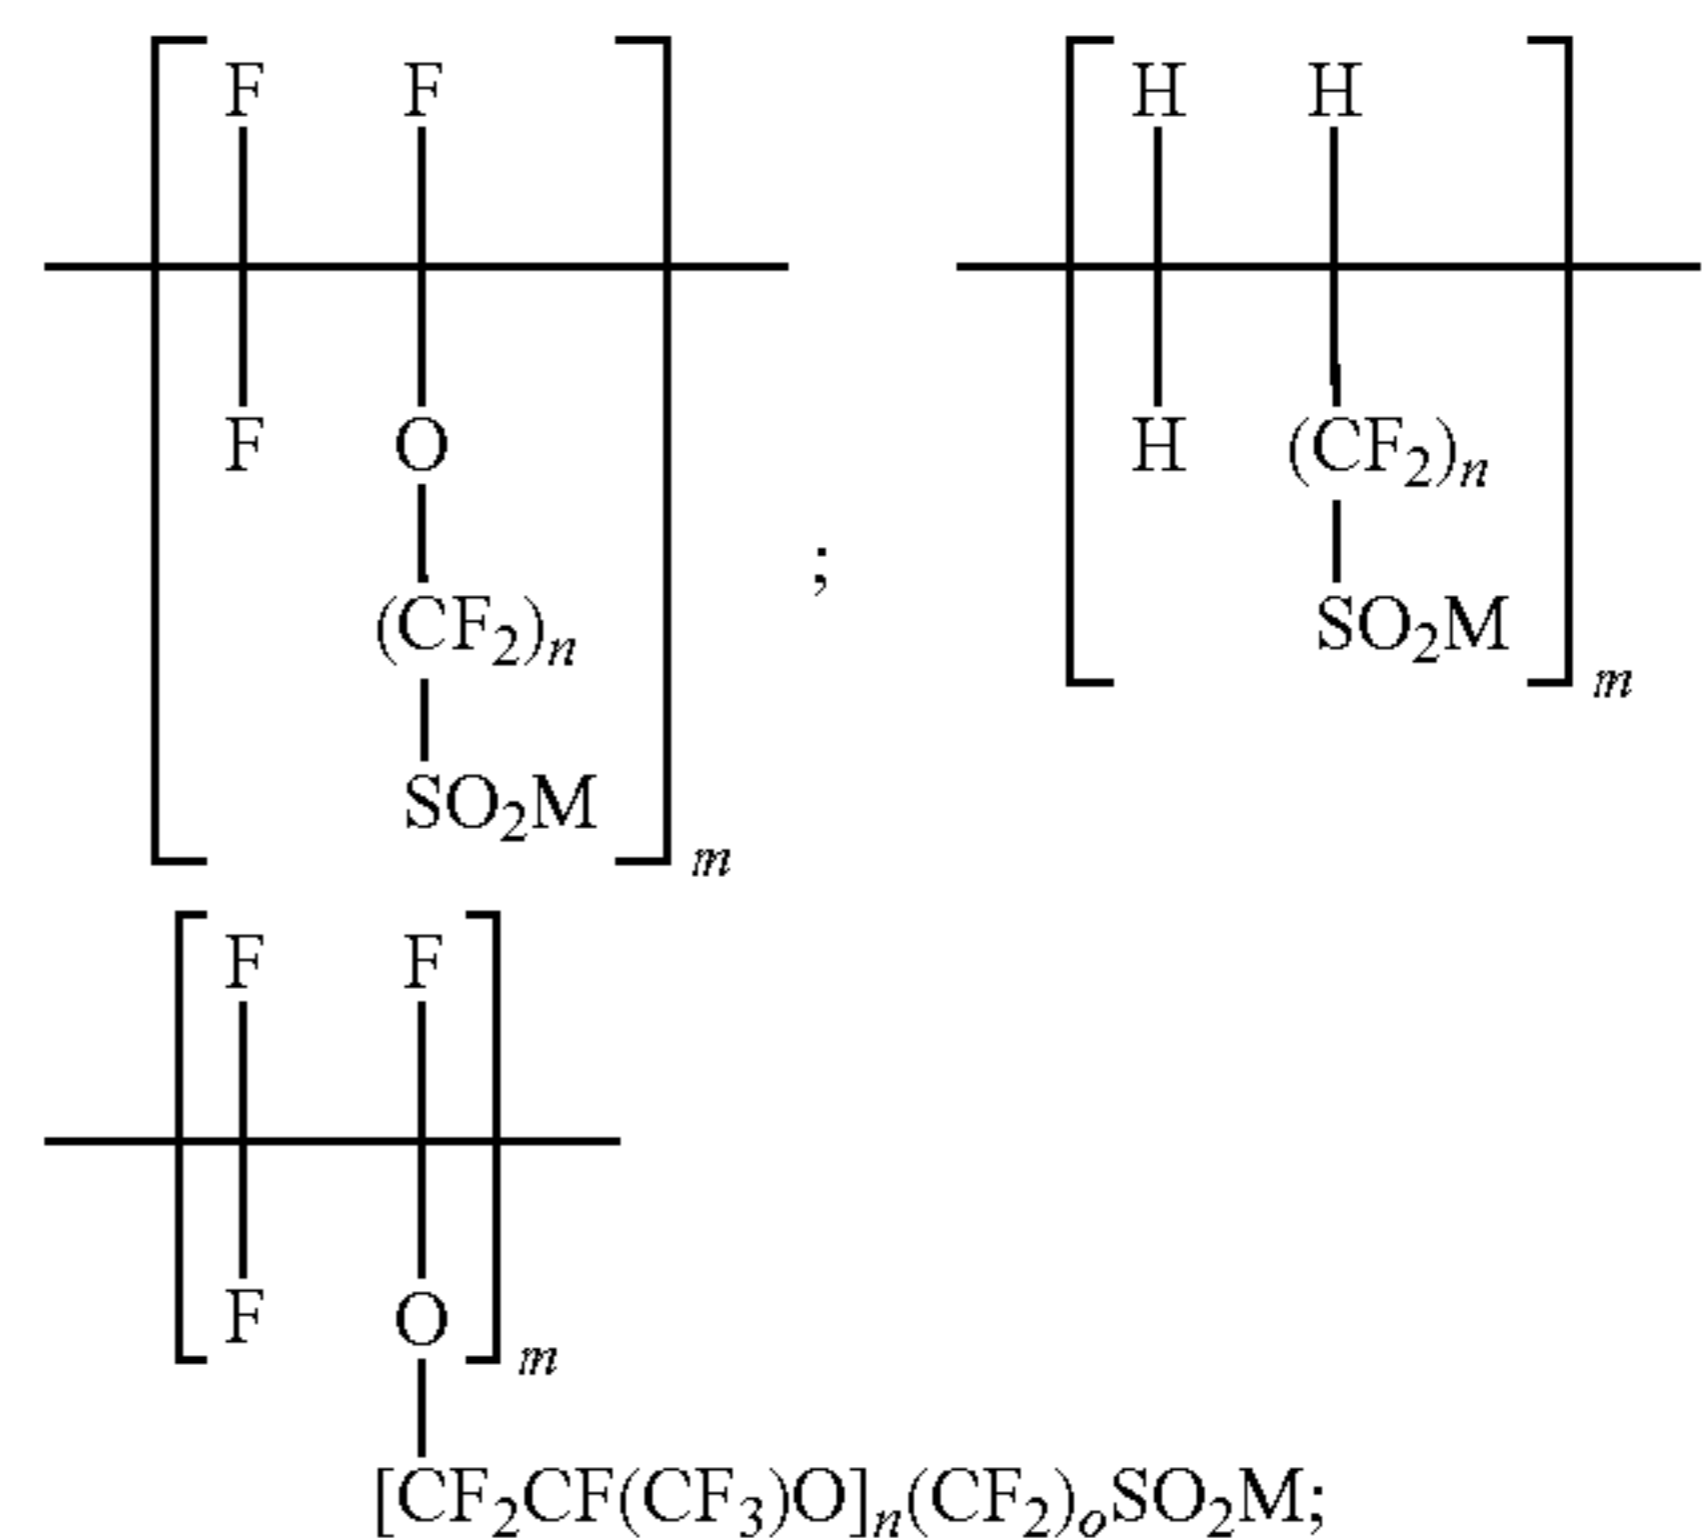 F F H H
F O H (CF2)n
;
(CF2)n SO2M
m
SO2M
m
F F
F O
m
[CF2CF(CF3)O]n(CF2)oSO2M;